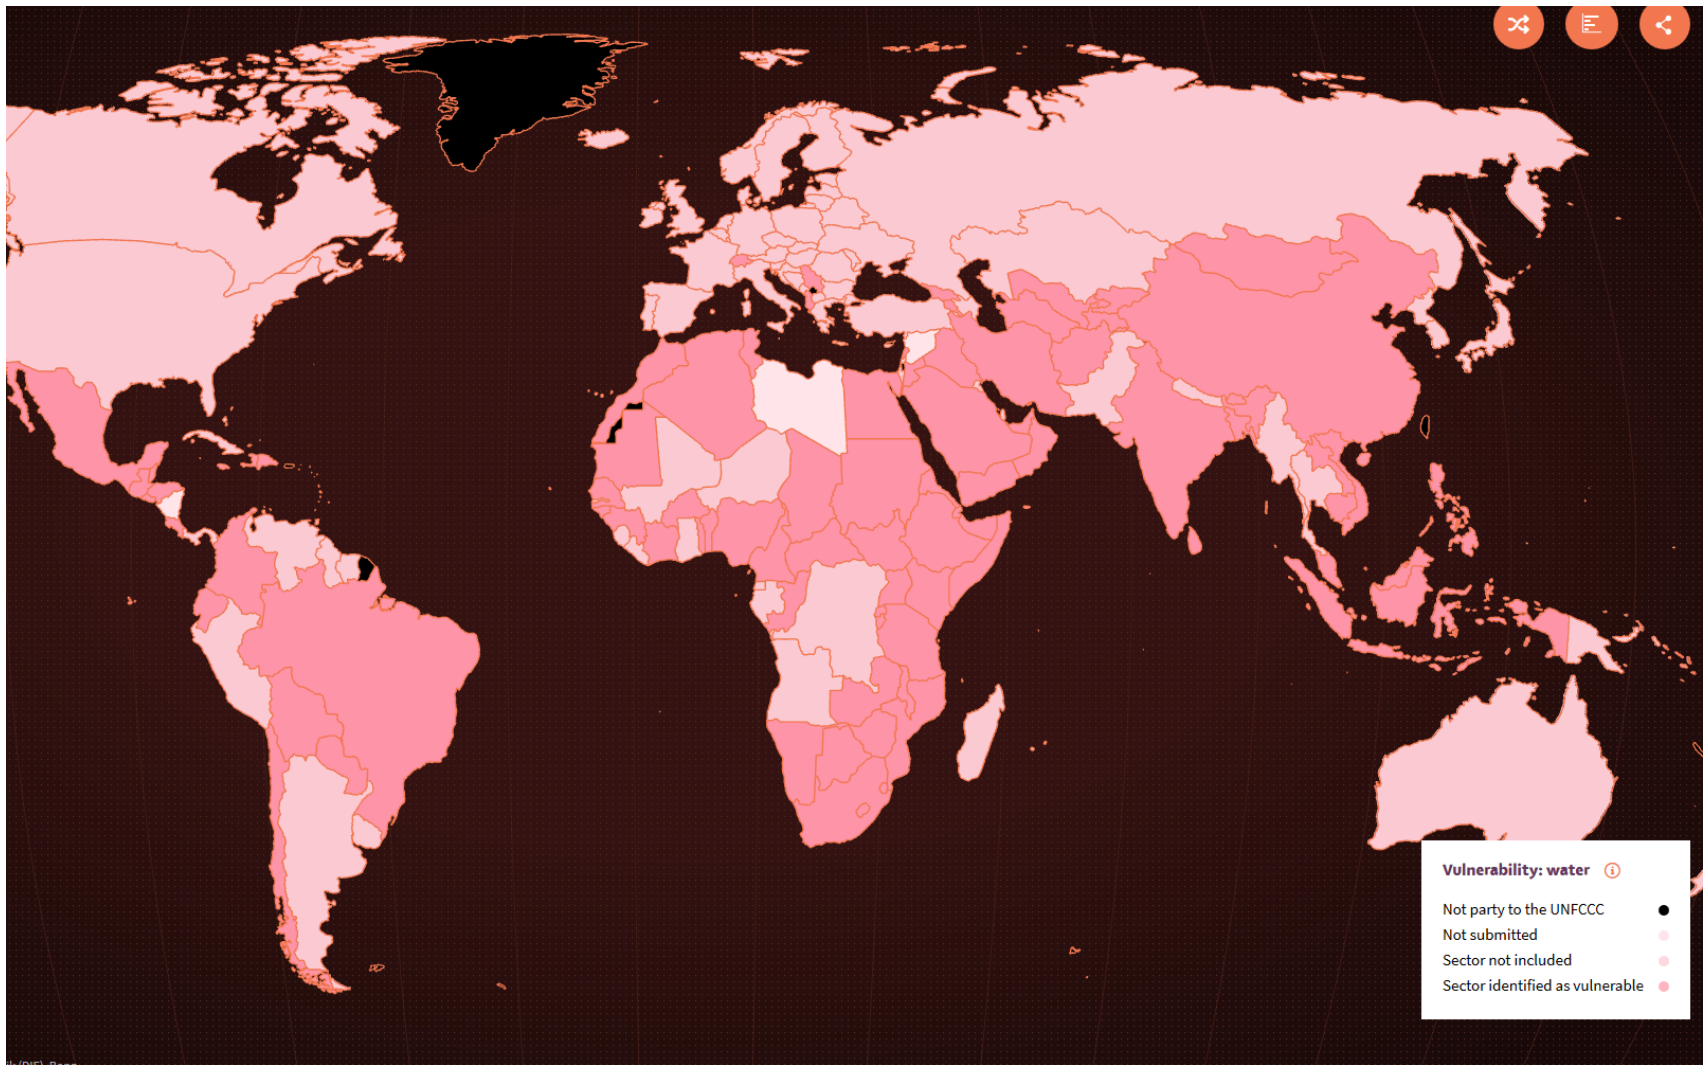 Vulnerability: water
Not party to the UNFCCC
Not submitted
Sector not included
Sector identified as vulnerable